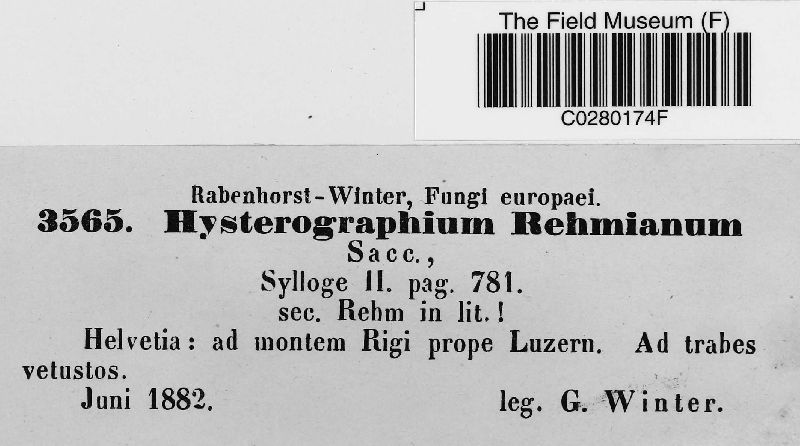 The Field Museum (F)
C0280174F
Rabenhorst-Winter, Fungi europaei.
3565. Hysterographium Rehmianum
Sacc.,
Sylloge II. pag. 781.
sec. Rehm in lit.!
Helvetia: ad montem Rigi prope Luzern. Ad trabes
vetustos.
Juni 1882. leg. G. Winter.